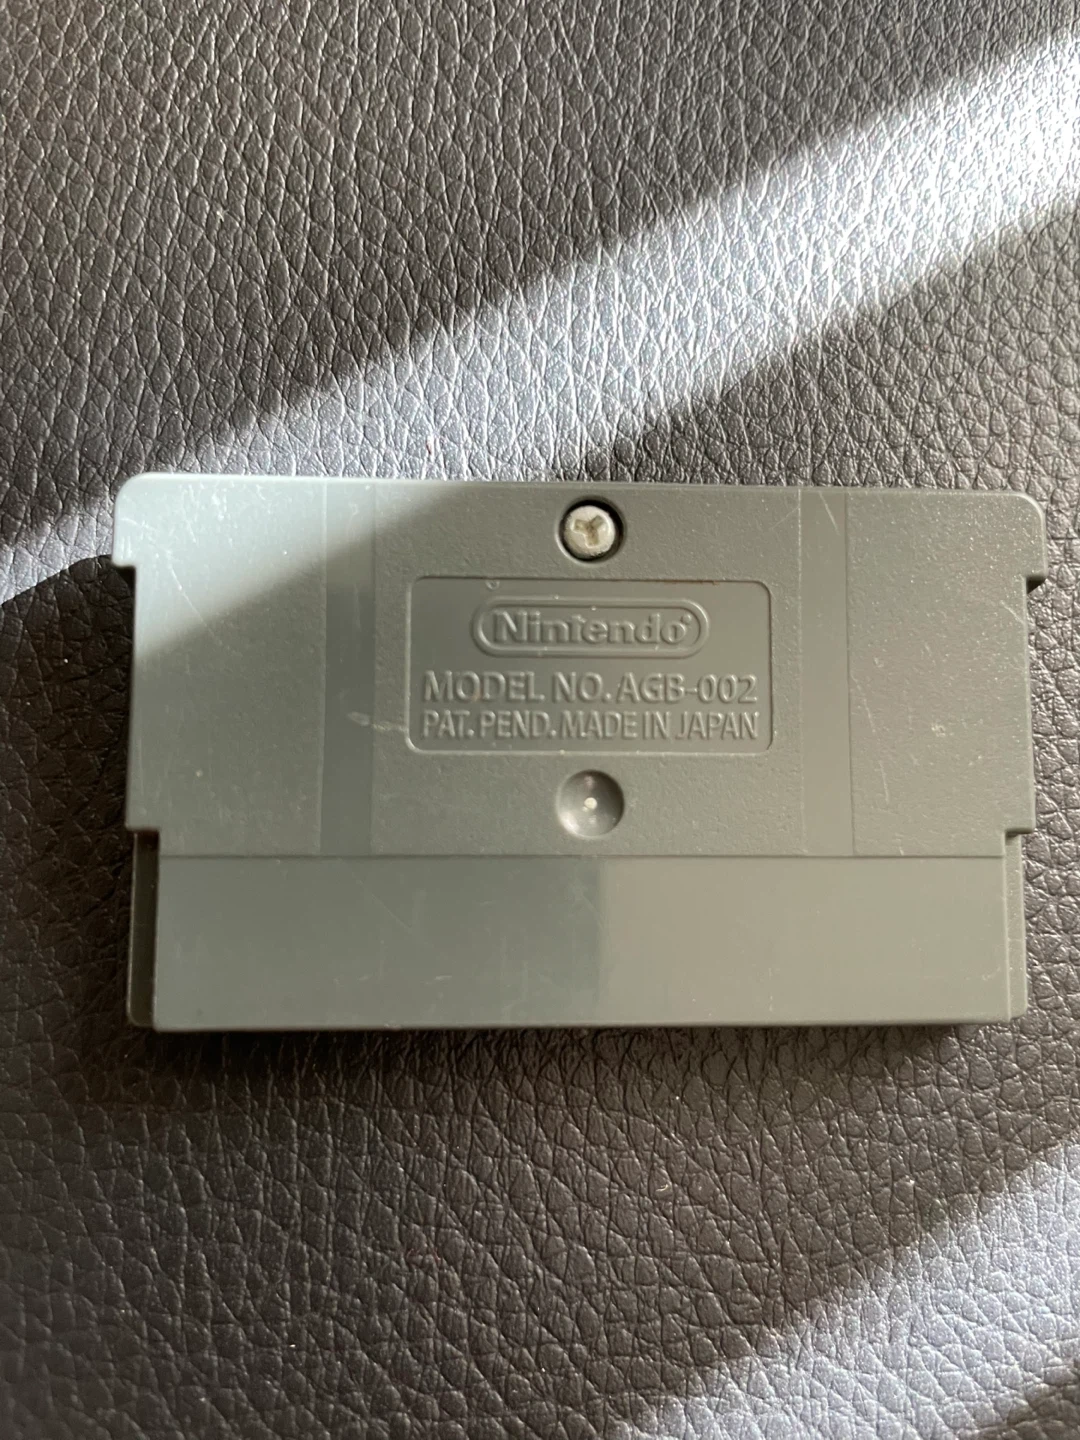 Nintendo®
MODEL NO. AGB-002
PAT. PEND. MADE IN JAPAN